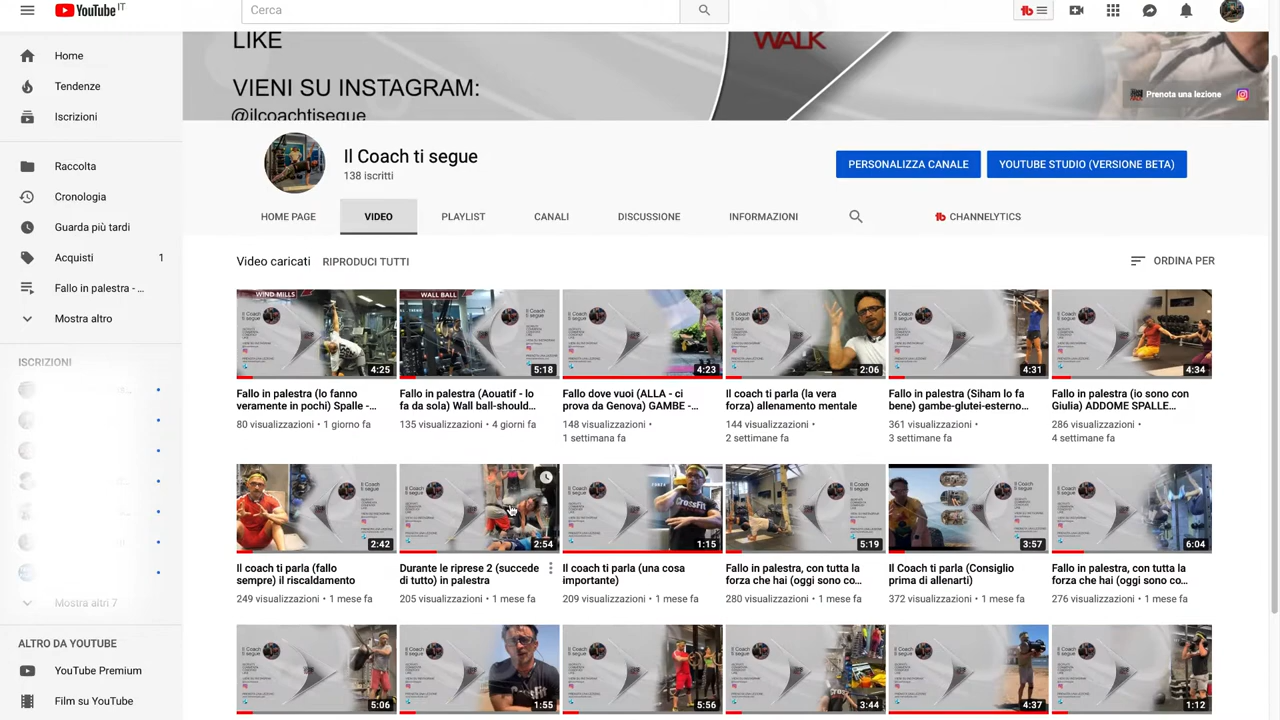 YouTube IT
Cerca
Home
Tendenze
Iscrizioni
Raccolta
Cronologia
Guarda più tardi
Acquisti 1
Fallo in palestra - ...
Mostra altro
ISCRIZIONI
Mostra altri 7
ALTRO DA YOUTUBE
YouTube Premium
Film su YouTube
LIKE
WALK
VIENI SU INSTAGRAM:
@ilcoachtisegue
Prenota una lezione
Il Coach ti segue
138 iscritti
PERSONALIZZA CANALE
YOUTUBE STUDIO (VERSIONE BETA)
HOME PAGE VIDEO PLAYLIST CANALI DISCUSSIONE INFORMAZIONI CHANNELYTICS
Video caricati RIPRODUCI TUTTI
ORDINA PER
WIND MILLS
4:25
Fallo in palestra (lo fanno
veramente in pochi) Spalle -...
80 visualizzazioni • 1 giorno fa
WALL BALL
5:18
Fallo in palestra (Aouatif - lo
fa da sola) Wall ball-should...
135 visualizzazioni • 4 giorni fa
4:23
Fallo dove vuoi (ALLA - ci
prova da Genova) GAMBE -...
148 visualizzazioni •
1 settimana fa
2:06
Il coach ti parla (la vera
forza) allenamento mentale
144 visualizzazioni •
2 settimane fa
4:31
Fallo in palestra (Siham lo fa
bene) gambe-glutei-esterno...
361 visualizzazioni •
3 settimane fa
4:34
Fallo in palestra (io sono con
Giulia) ADDOME SPALLE...
286 visualizzazioni •
4 settimane fa
2:42
Il coach ti parla (fallo
sempre) il riscaldamento
249 visualizzazioni • 1 mese fa
2:54
Durante le riprese 2 (succede
di tutto) in palestra
205 visualizzazioni • 1 mese fa
CrossFit
1:15
Il coach ti parla (una cosa
importante)
209 visualizzazioni • 1 mese fa
5:19
Fallo in palestra, con tutta la
forza che hai (oggi sono co...
280 visualizzazioni • 1 mese fa
3:57
Il Coach ti parla (Consiglio
prima di allenarti)
372 visualizzazioni • 1 mese fa
6:04
Fallo in palestra, con tutta la
forza che hai (oggi sono co...
276 visualizzazioni • 1 mese fa
5:06
1:55
5:56
3:44
4:37
1:12